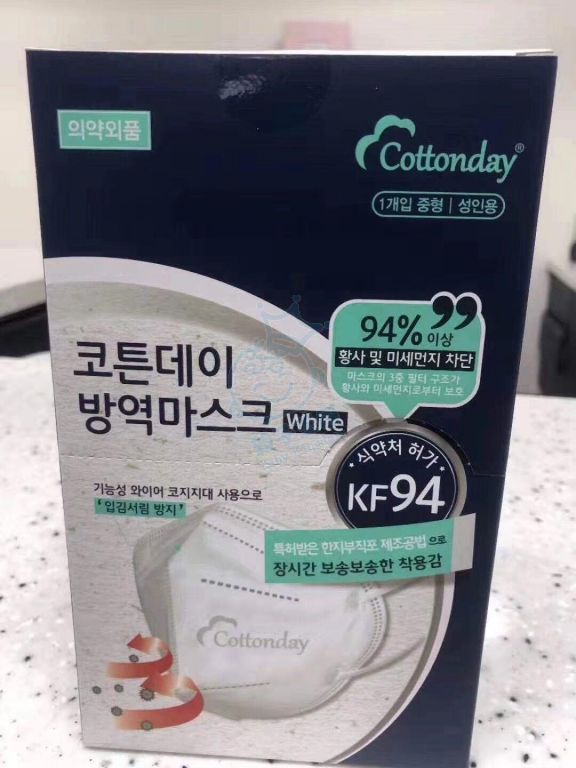 의약외품
Cottonday®
1개입 중형 | 성인용
94% 이상
황사 및 미세먼지 차단
마스크의 3중 필터 구조가
황사와 미세먼지로부터 보호
코튼데이
방역마스크 White
식약처 허가
KF94
기능성 와이어 코지지대 사용으로
'입김서림 방지'
특허받은 한지부직포 제조공법으로
장시간 보송보송한 착용감
Cottonday